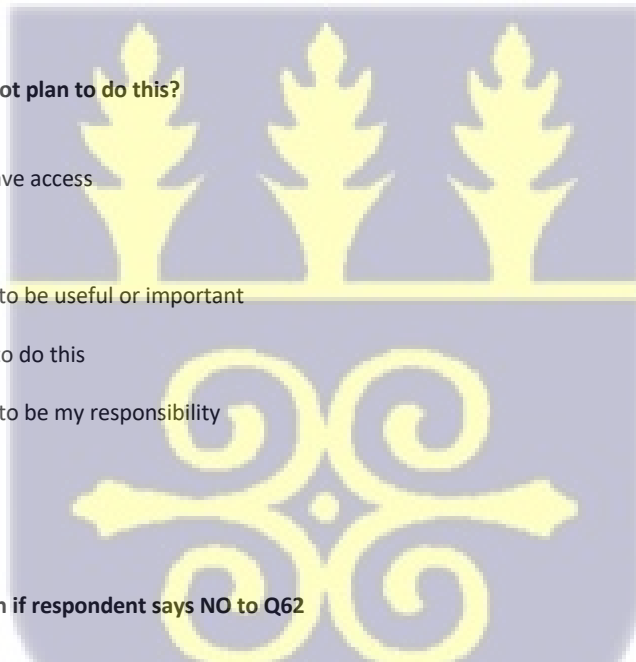 ot plan to do this?
ve access
to be useful or important
to do this
to be my responsibility
if respondent says NO to Q62